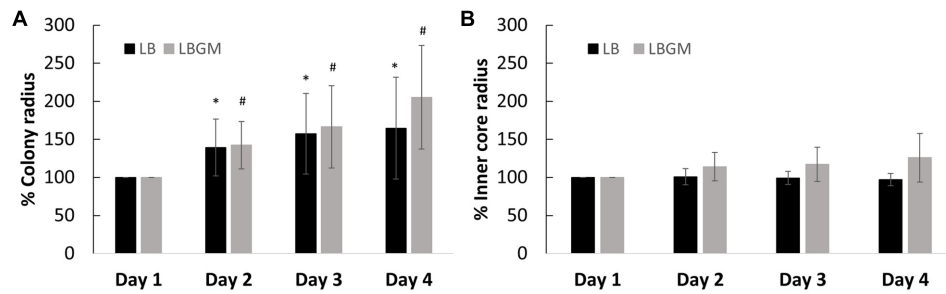 A
% Colony radius
300
250
200
150
100
50
0
LB LBGM
* # * # * #
Day 1 Day 2 Day 3 Day 4
B
% Inner core radius
300
250
200
150
100
50
0
LB LBGM
Day 1 Day 2 Day 3 Day 4